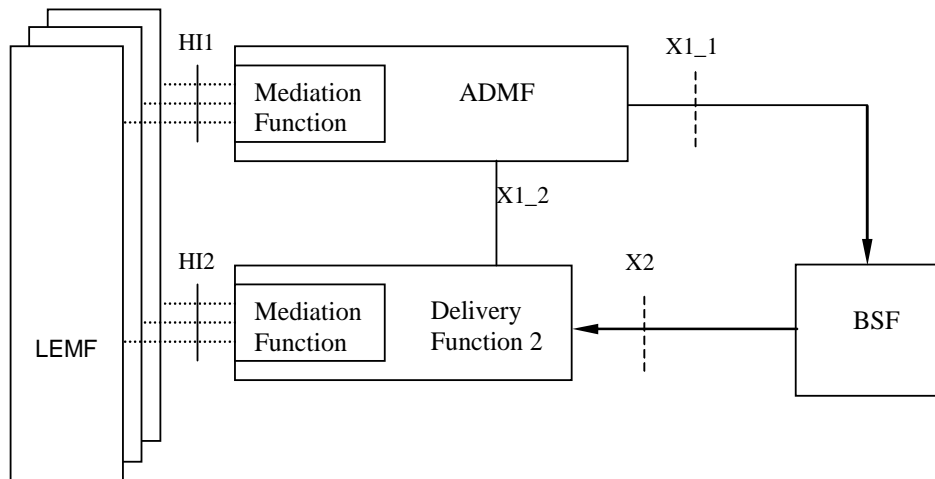 HI1
X1_1
Mediation
Function
ADMF
X1_2
HI2
X2
Mediation
Function
Delivery
Function 2
BSF
LEMF